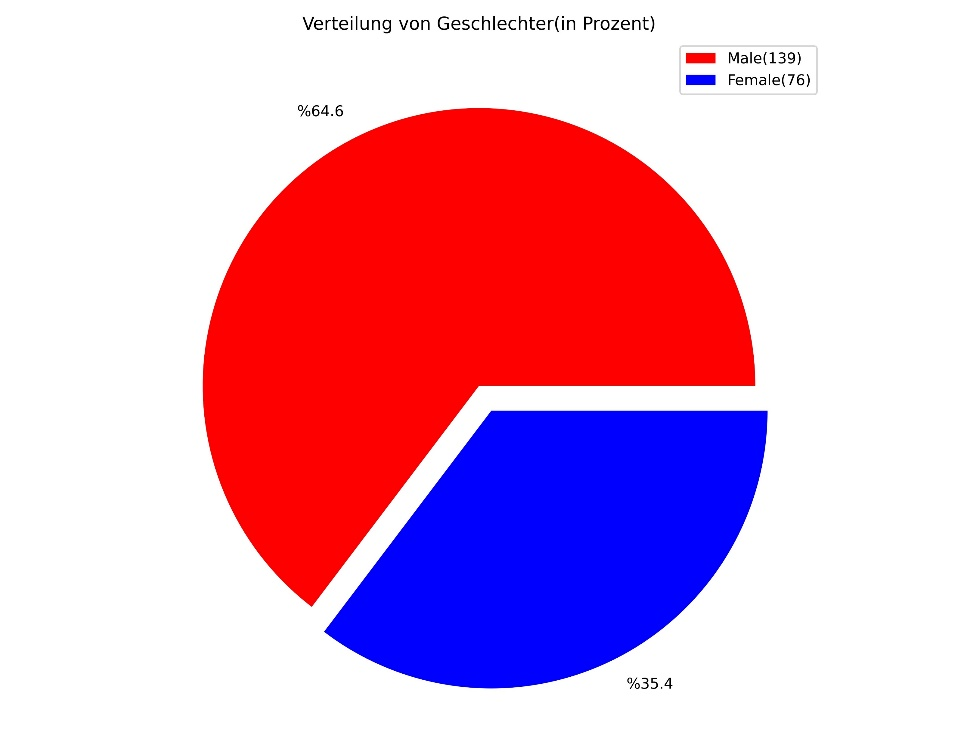 Verteilung von Geschlechter(in Prozent)
Male(139)
Female(76)
%64.6
%35.4